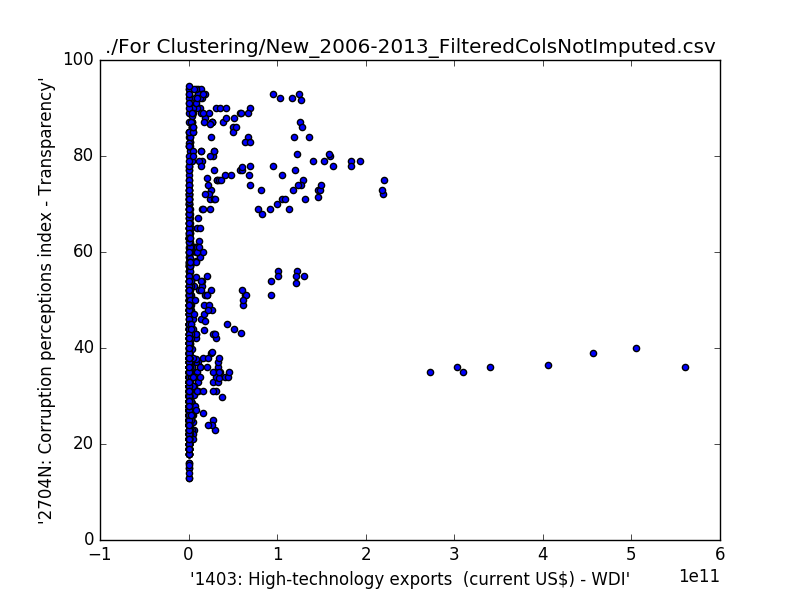 ./For Clustering/New_2006-2013_FilteredColsNotImputed.csv
100
80
60
40
20
0
'2704N: Corruption perceptions index - Transparency'
−1 0 1 2 3 4 5 6
1e11
'1403: High-technology exports  (current US$) - WDI'